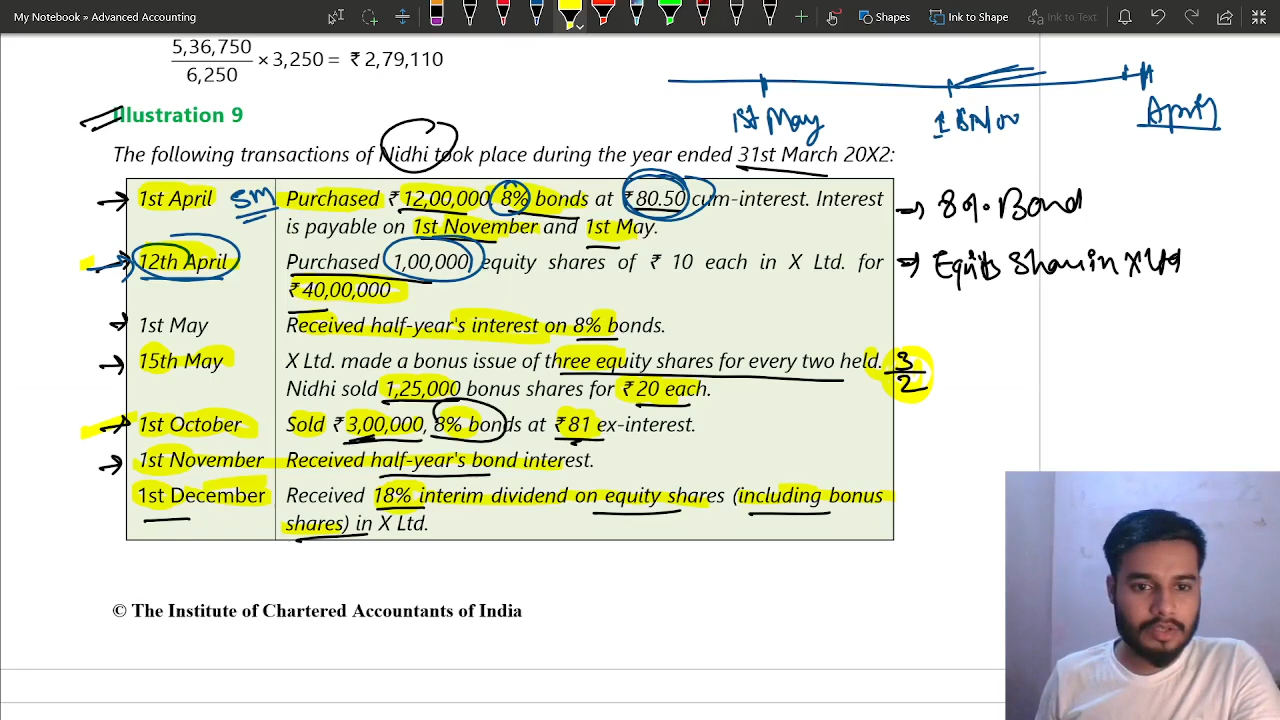 My Notebook » Advanced Accounting
Shapes
Ink to Shape
Ink to Text
5,36,750
6,250
× 3,250 = ₹ 2,79,110
1st May
1st Nov
April
Illustration 9
The following transactions of Nidhi took place during the year ended 31st March 20X2:
1st April
SM
Purchased ₹ 12,00,000, 8% bonds at ₹ 80.50 cum-interest. Interest
is payable on 1st November and 1st May.
→ 8% Bond
12th April
Purchased 1,00,000 equity shares of ₹ 10 each in X Ltd. for
₹ 40,00,000
→ Equity Share in X Ltd
1st May
Received half-year's interest on 8% bonds.
15th May
X Ltd. made a bonus issue of three equity shares for every two held.
Nidhi sold 1,25,000 bonus shares for ₹ 20 each.
3
2
1st October
Sold ₹ 3,00,000, 8% bonds at ₹ 81 ex-interest.
1st November
Received half-year's bond interest.
1st December
Received 18% interim dividend on equity shares (including bonus
shares) in X Ltd.
© The Institute of Chartered Accountants of India